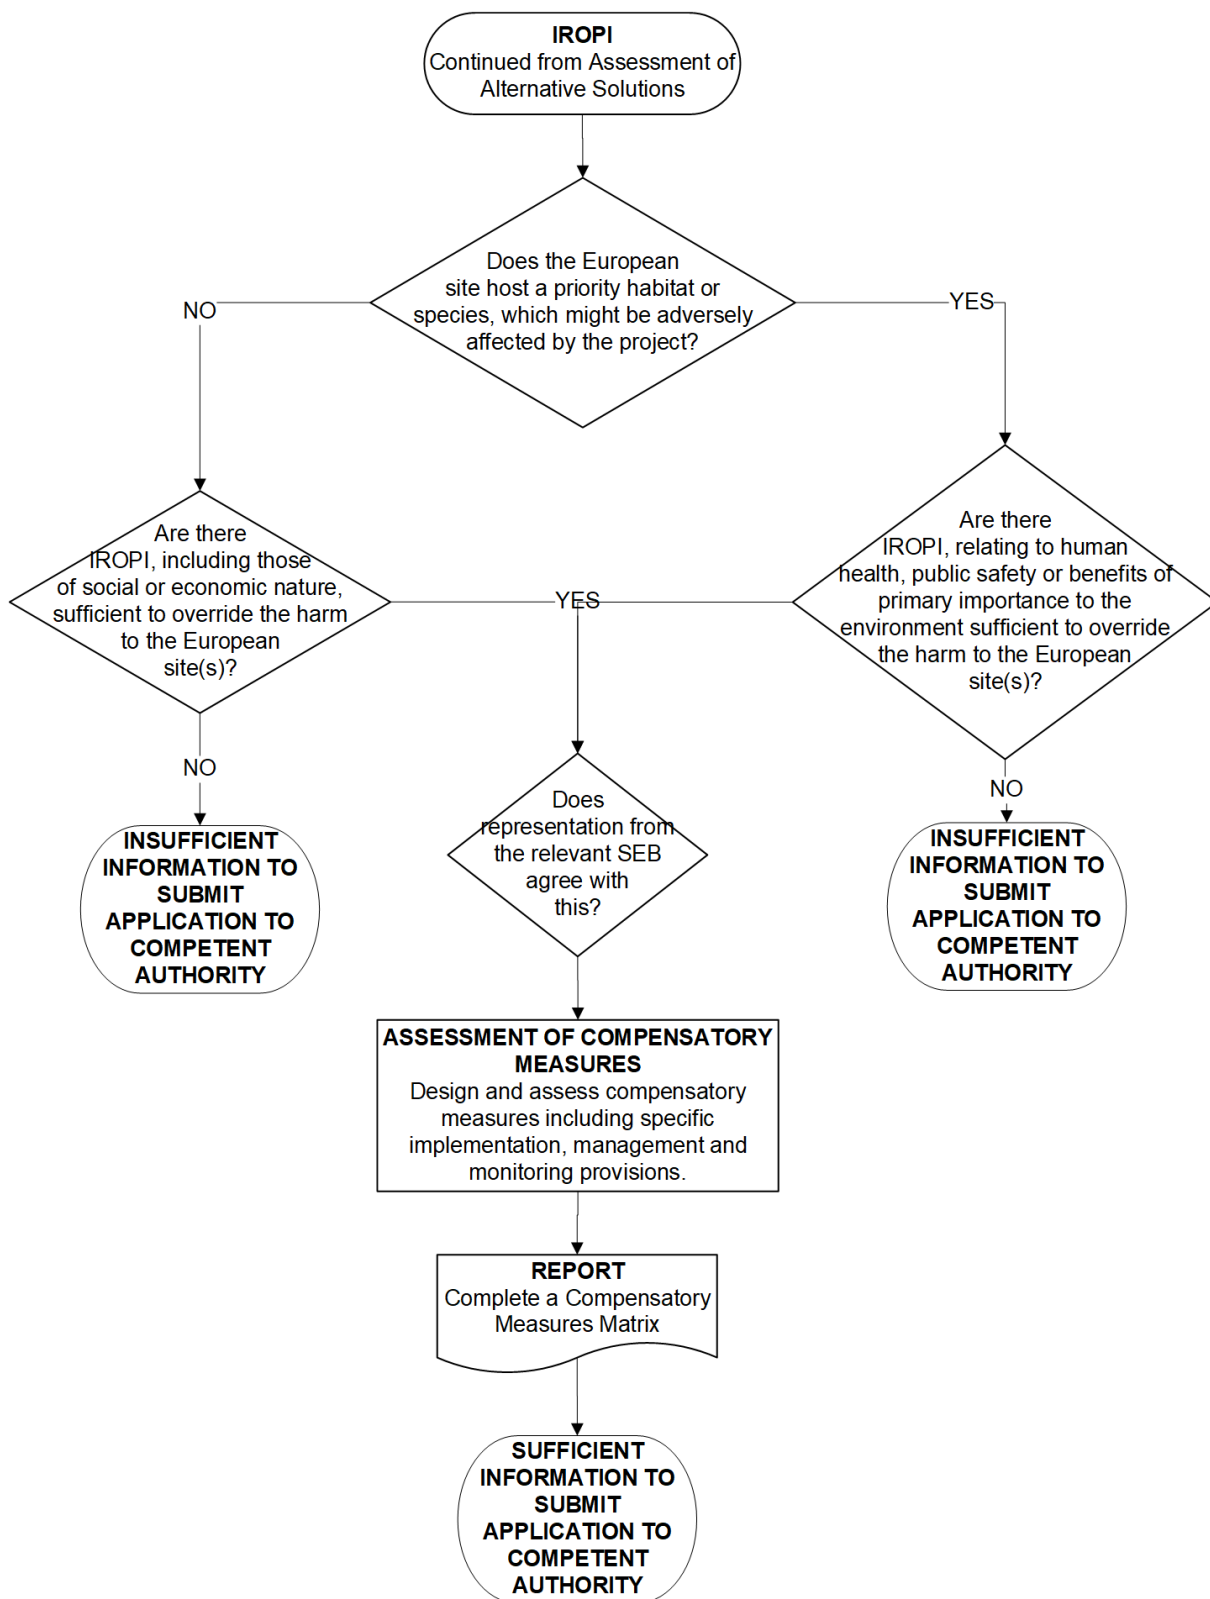 IROPI
Continued from Assessment of
Alternative Solutions
Does the European
site host a priority habitat or
species, which might be adversely
affected by the project?
NO
YES
Are there
IROPI, including those
of social or economic nature,
sufficient to override the harm
to the European
site(s)?
YES
Are there
IROPI, relating to human
health, public safety or benefits of
primary importance to the
environment sufficient to override
the harm to the European
site(s)?
NO
Does
representation from
the relevant SEB
agree with
this?
NO
INSUFFICIENT
INFORMATION TO
SUBMIT
APPLICATION TO
COMPETENT
AUTHORITY
INSUFFICIENT
INFORMATION TO
SUBMIT
APPLICATION TO
COMPETENT
AUTHORITY
ASSESSMENT OF COMPENSATORY
MEASURES
Design and assess compensatory
measures including specific
implementation, management and
monitoring provisions.
REPORT
Complete a Compensatory
Measures Matrix
SUFFICIENT
INFORMATION TO
SUBMIT
APPLICATION TO
COMPETENT
AUTHORITY